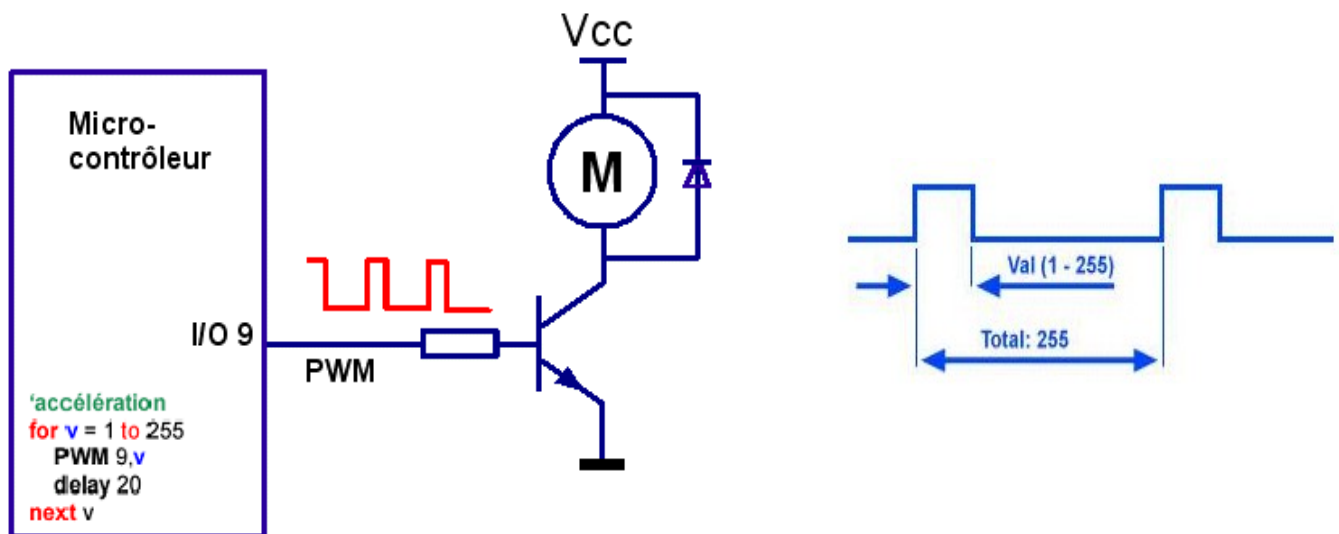 Vcc
Micro-
contrôleur
M
I/O 9
PWM
'accélération
for v = 1 to 255
PWM 9,v
delay 20
next v
Val (1 - 255)
Total: 255